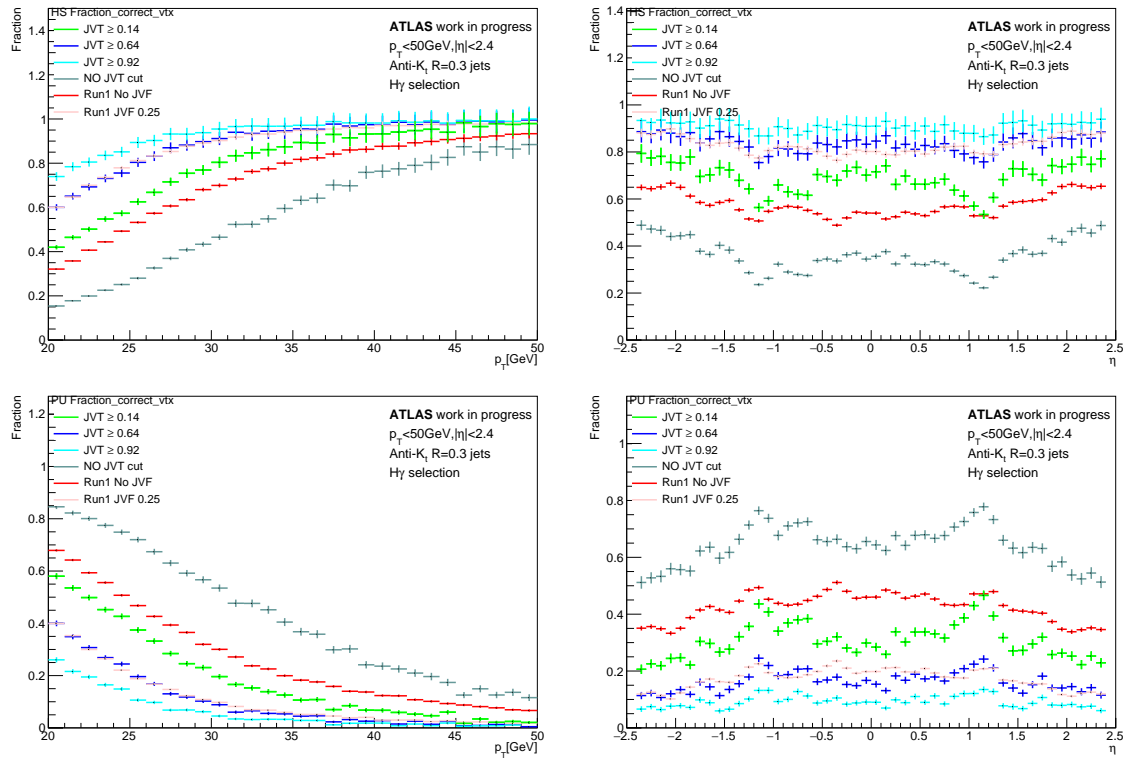 HS Fraction_correct_vtx
JVT ≥ 0.14
JVT ≥ 0.64
JVT ≥ 0.92
NO JVT cut
Run1 No JVF
Run1 JVF 0.25
ATLAS work in progress
p_T<50GeV,|η|<2.4
Anti-K_t R=0.3 jets
Hγ selection
Fraction
1.4
1.2
1
0.8
0.6
0.4
0.2
0
20 25 30 35 40 45 50
p_T[GeV]
HS Fraction_correct_vtx
JVT ≥ 0.14
JVT ≥ 0.64
JVT ≥ 0.92
NO JVT cut
Run1 No JVF
Run1 JVF 0.25
ATLAS work in progress
p_T<50GeV,|η|<2.4
Anti-K_t R=0.3 jets
Hγ selection
Fraction
1.4
1.2
1
0.8
0.6
0.4
0.2
0
−2.5 −2 −1.5 −1 −0.5 0 0.5 1 1.5 2 2.5
η
PU Fraction_correct_vtx
JVT ≥ 0.14
JVT ≥ 0.64
JVT ≥ 0.92
NO JVT cut
Run1 No JVF
Run1 JVF 0.25
ATLAS work in progress
p_T<50GeV,|η|<2.4
Anti-K_t R=0.3 jets
Hγ selection
Fraction
1.2
1
0.8
0.6
0.4
0.2
0
20 25 30 35 40 45 50
p_T[GeV]
PU Fraction_correct_vtx
JVT ≥ 0.14
JVT ≥ 0.64
JVT ≥ 0.92
NO JVT cut
Run1 No JVF
Run1 JVF 0.25
ATLAS work in progress
p_T<50GeV,|η|<2.4
Anti-K_t R=0.3 jets
Hγ selection
Fraction
1
0.8
0.6
0.4
0.2
0
−2.5 −2 −1.5 −1 −0.5 0 0.5 1 1.5 2 2.5
η